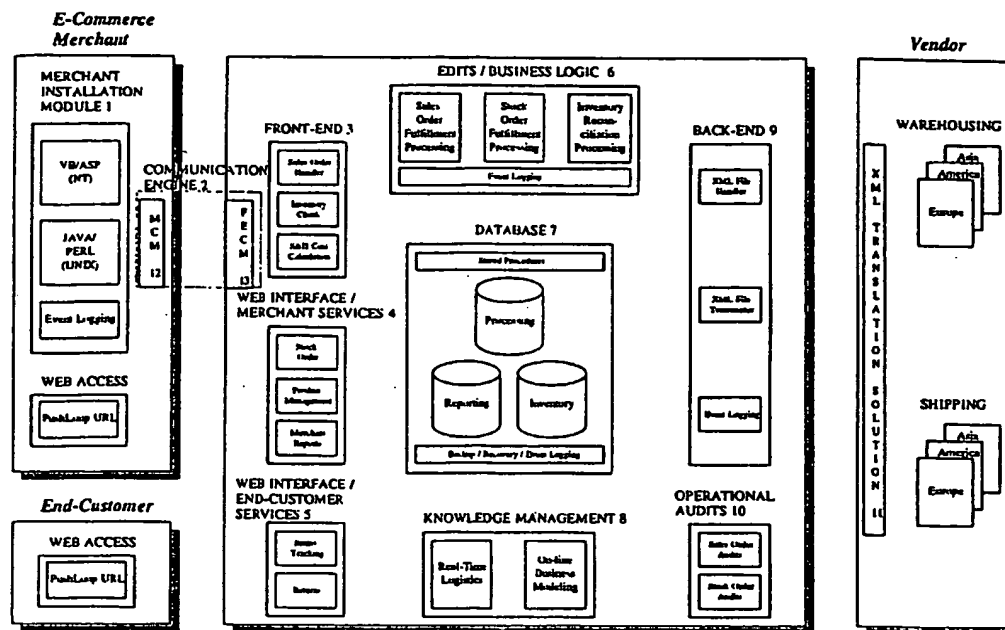 E-Commerce
Merchant
MERCHANT
INSTALLATION
MODULE 1
VB/ASP
(NT)
JAVA/
PERL
(UNIX)
Event Logging
WEB ACCESS
PushLoop URL
End-Customer
WEB ACCESS
PushLoop URL
COMMUNICATION
ENGINE 2
MCM
12
FECM
13
FRONT-END 3
Sales Order
Handler
Inventory
Check
Calculation
WEB INTERFACE /
MERCHANT SERVICES 4
Stock
Order
Product
Management
Merchant
Reports
WEB INTERFACE /
END-CUSTOMER
SERVICES 5
Tracking
Returns
EDITS / BUSINESS LOGIC 6
Sales
Order
Fulfillment
Processing
Stock
Order
Fulfillment
Processing
Inventory
Recon-
ciliation
Processing
Event Logging
DATABASE 7
Stored Procedures
Processing
Reporting
Inventory
Backup / Recovery / Event Logging
KNOWLEDGE MANAGEMENT 8
Real-Time
Logistics
On-line
Business
Modeling
BACK-END 9
XML File
Handler
XML File
Event Logging
OPERATIONAL
AUDITS 10
Sales Order
Audits
Stock Order
Audits
Vendor
XML TRANSLATION SOLUTION 11
WAREHOUSING
Asia
America
Europe
SHIPPING
Asia
America
Europe